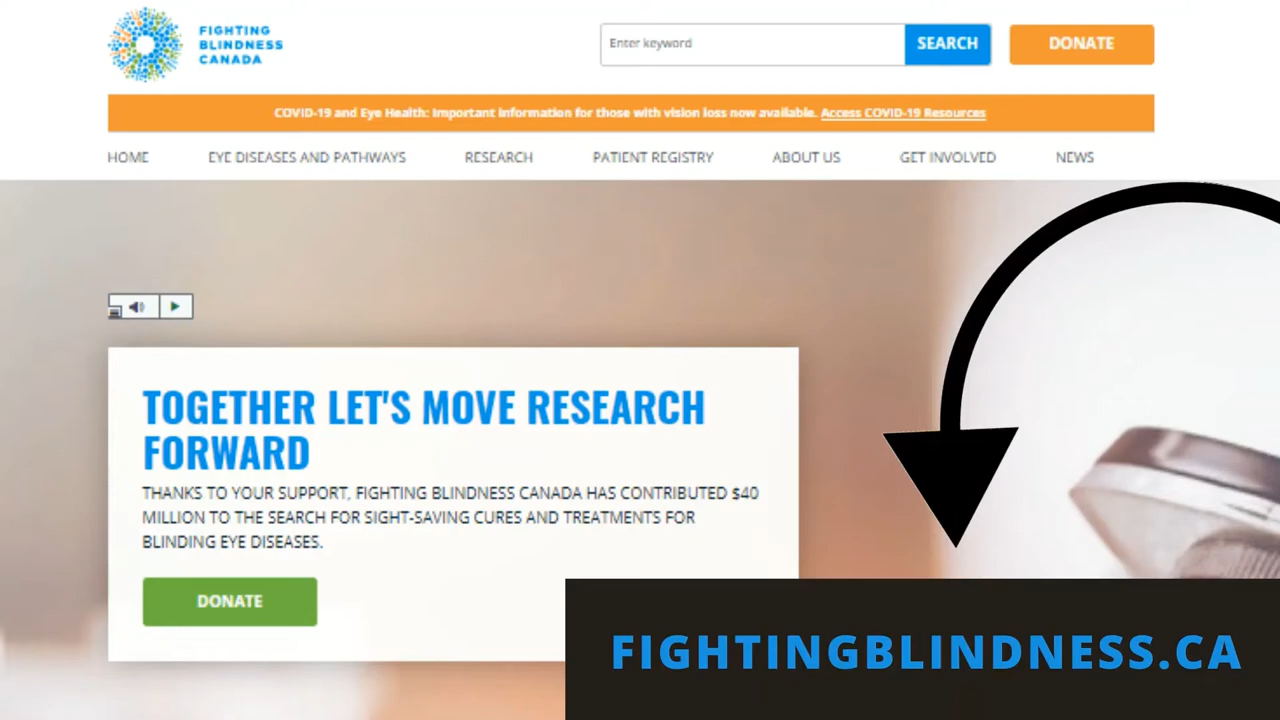 FIGHTING
BLINDNESS
CANADA
Enter keyword
SEARCH
DONATE
COVID-19 and Eye Health: Important information for those with vision loss now available. Access COVID-19 Resources
HOME EYE DISEASES AND PATHWAYS RESEARCH PATIENT REGISTRY ABOUT US GET INVOLVED NEWS
TOGETHER LET'S MOVE RESEARCH
FORWARD
THANKS TO YOUR SUPPORT, FIGHTING BLINDNESS CANADA HAS CONTRIBUTED $40
MILLION TO THE SEARCH FOR SIGHT-SAVING CURES AND TREATMENTS FOR
BLINDING EYE DISEASES.
DONATE
FIGHTINGBLINDNESS.CA